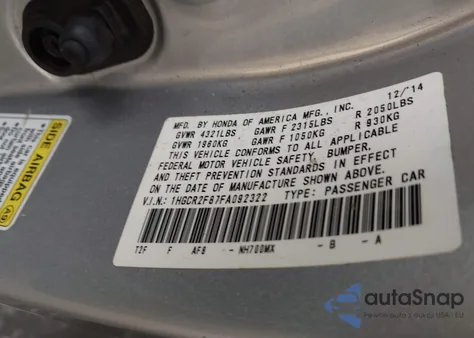 MFD. BY HONDA OF AMERICA MFG., INC. 12/14
GVWR 4321LBS GAWR F 2315LBS R 2050LBS
GVWR 1960KG GAWR F 1050KG R 930KG
THIS VEHICLE CONFORMS TO ALL APPLICABLE
FEDERAL MOTOR VEHICLE SAFETY, BUMPER,
AND THEFT PREVENTION STANDARDS IN EFFECT
ON THE DATE OF MANUFACTURE SHOWN ABOVE.
V.I.N.: 1HGCR2F87FA092322 TYPE: PASSENGER CAR
T2F F AF8 - NH700MX - B - A
SIDE AIRBAG
autoSnap